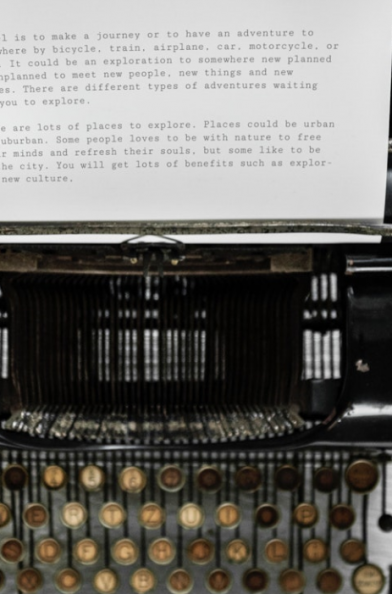 l is to make a journey or to have an adventure to
where by bicycle, train, airplane, car, motorcycle, or
. It could be an exploration to somewhere new planned
nplanned to meet new people, new things and new
es. There are different types of adventures waiting
you to explore.
e are lots of places to explore. Places could be urban
uburban. Some people loves to be with nature to free
r minds and refresh their souls, but some like to be
he city. You will get lots of benefits such as explor-
new culture.
E R T Z U
D F G H